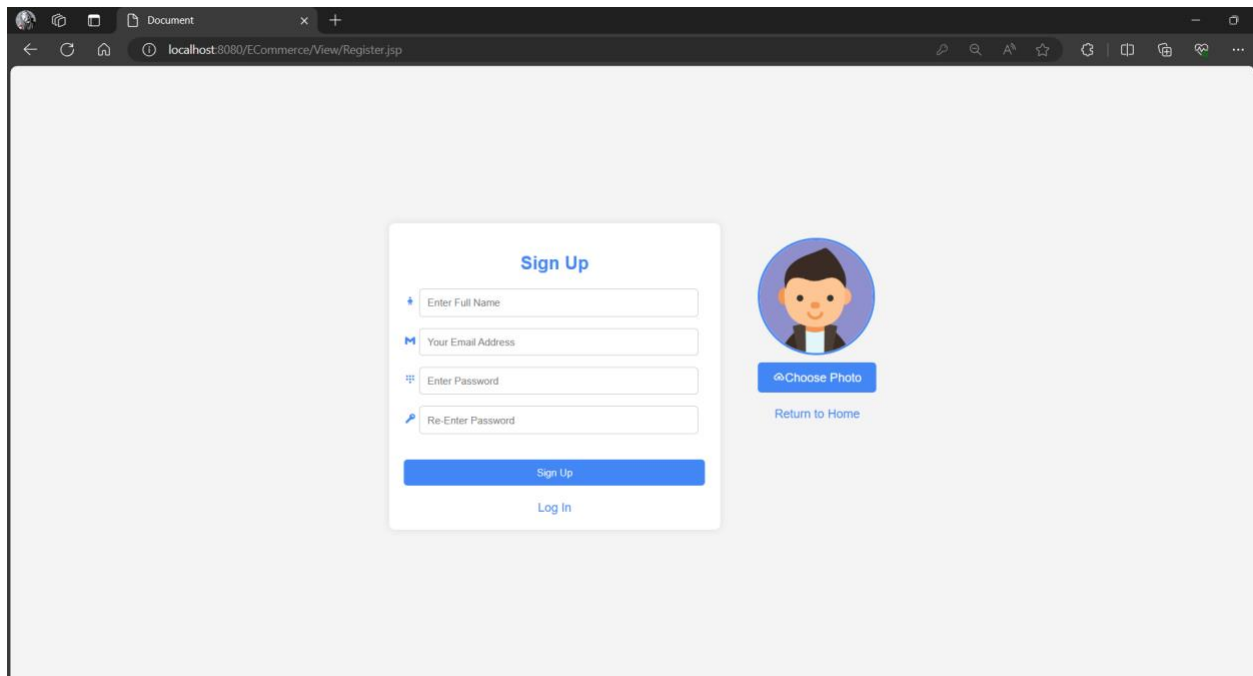 Document
localhost:8080/ECommerce/View/Register.jsp
Sign Up
Enter Full Name
Your Email Address
Enter Password
Re-Enter Password
Sign Up
Log In
Choose Photo
Return to Home